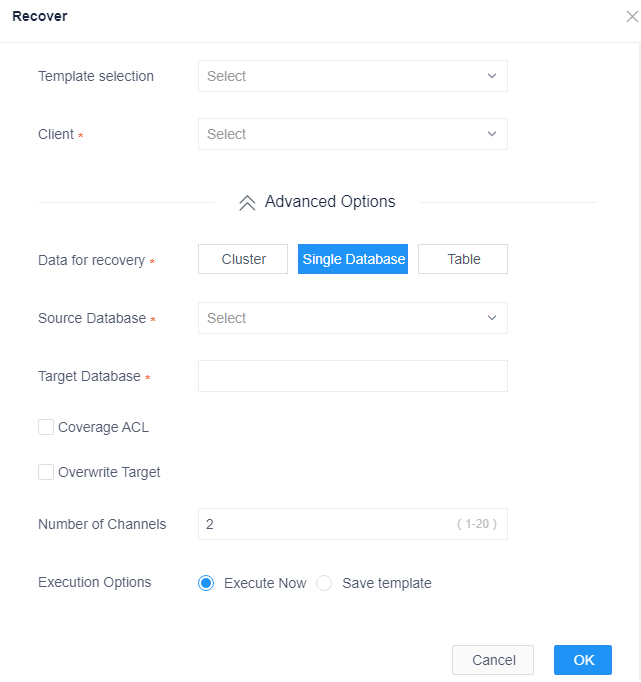 Recover
Template selection Select
Client * Select
Advanced Options
Data for recovery * Cluster Single Database Table
Source Database * Select
Target Database *
Coverage ACL
Overwrite Target
Number of Channels 2 ( 1-20 )
Execution Options Execute Now Save template
Cancel OK